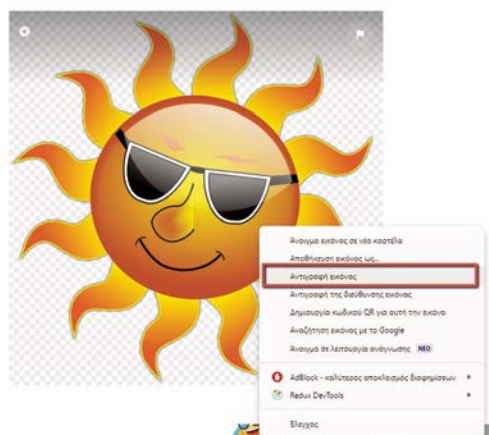 Άνοιγμα εικόνας σε νέα καρτέλα
Αποθήκευση εικόνας ως...
Αντιγραφή εικόνας
Αντιγραφή της διεύθυνσης εικόνας
Δημιουργία κωδικού QR για αυτή την εικόνα
Αναζήτηση εικόνας με το Google
Άνοιγμα σε λειτουργία ανάγνωσης ΝΕΟ
AdBlock - καλύτερος αποκλεισμός διαφημίσεων
Redux DevTools
Έλεγχος